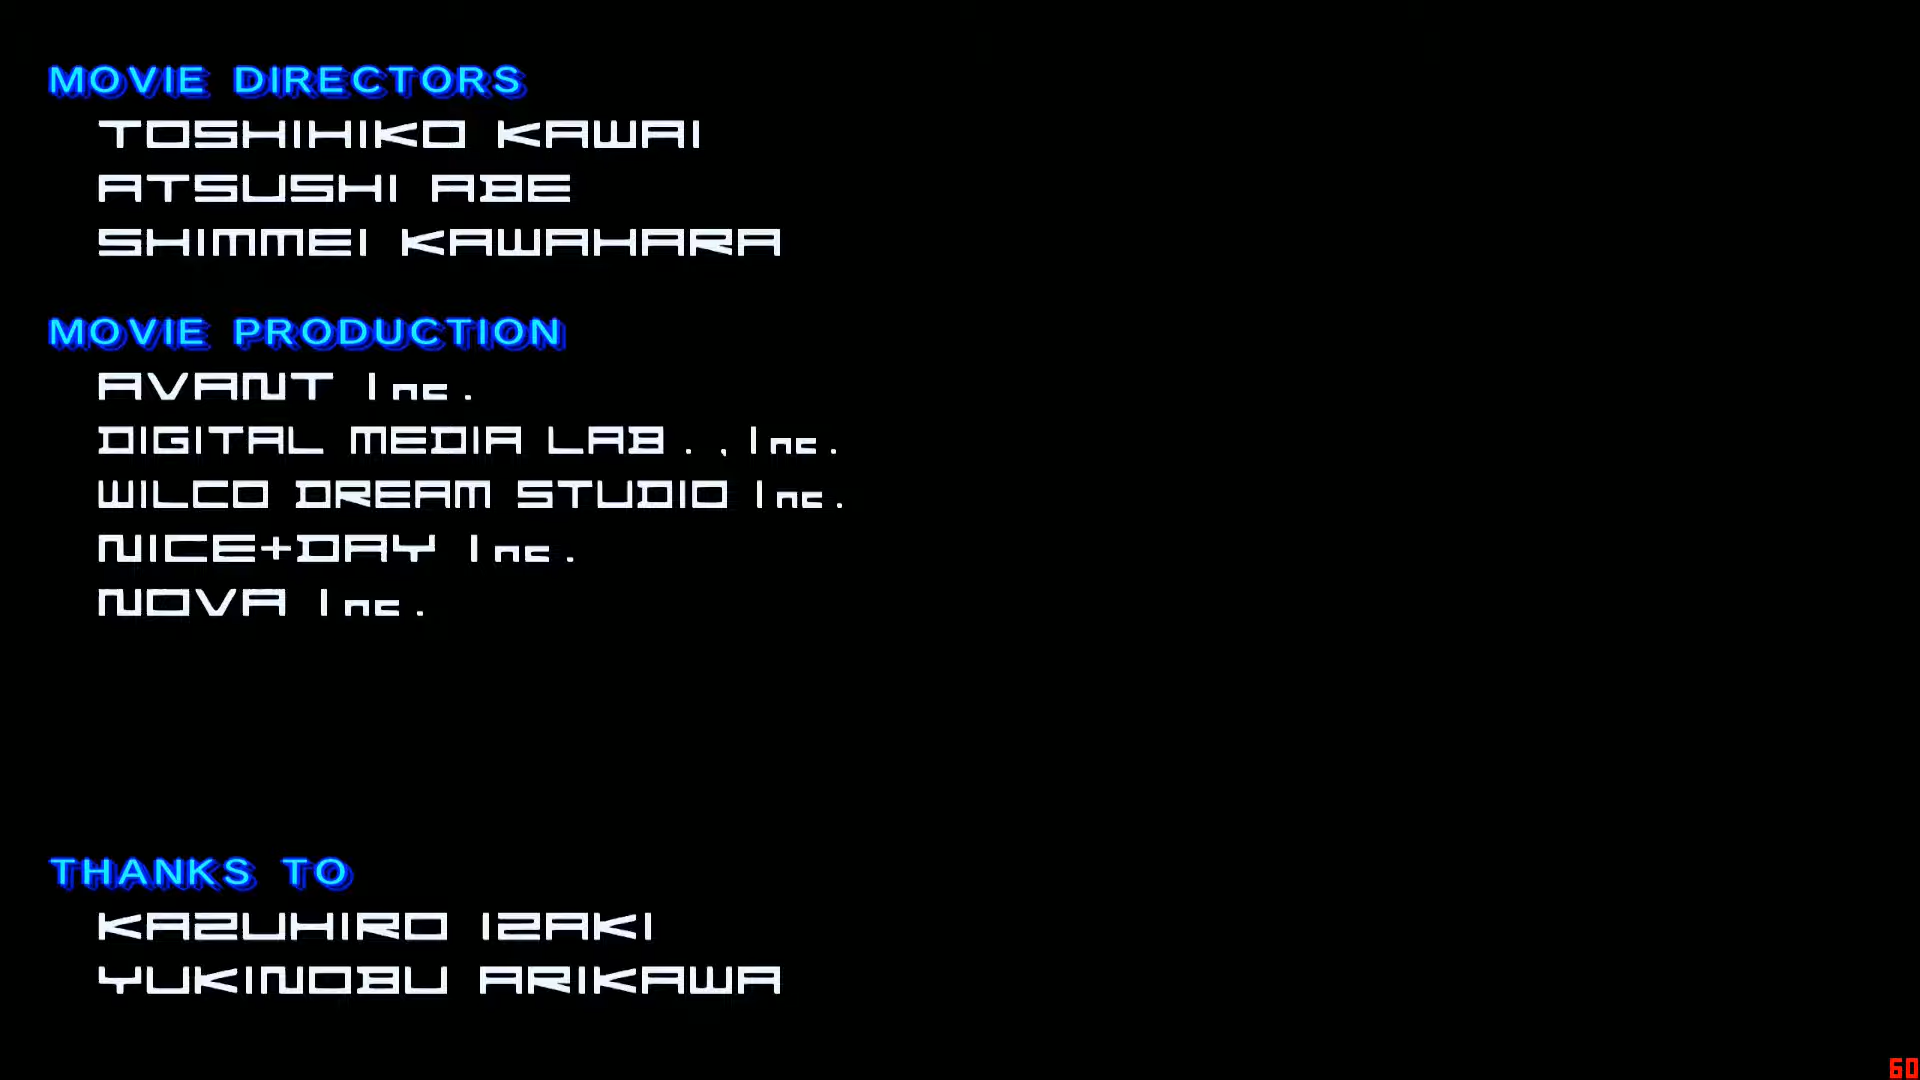 MOVIE DIRECTORS
TOSHIHIKO KAWAI
ATSUSHI ABE
SHIMMEI KAWAHARA
MOVIE PRODUCTION
AVANT Inc.
DIGITAL MEDIA LAB.,Inc.
WILCO DREAM STUDIO Inc.
NICE+DAY Inc.
NOVA Inc.
THANKS TO
KAZUHIRO IZAKI
YUKINOBU ARIKAWA
60